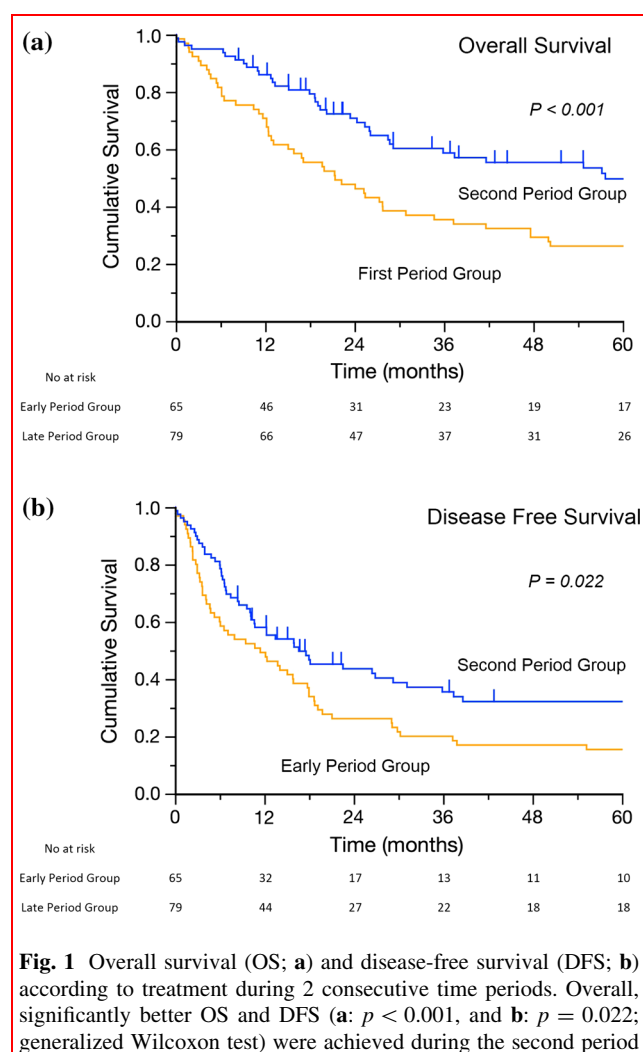 (a)
Overall Survival
P < 0.001
Second Period Group
First Period Group
Cumulative Survival
1.0
0.8
0.6
0.4
0.2
0.0
0 12 24 36 48 60
Time (months)
No at risk
Early Period Group 65 46 31 23 19 17
Late Period Group 79 66 47 37 31 26
(b)
Disease Free Survival
P = 0.022
Second Period Group
Early Period Group
Cumulative Survival
1.0
0.8
0.6
0.4
0.2
0.0
0 12 24 36 48 60
Time (months)
No at risk
Early Period Group 65 32 17 13 11 10
Late Period Group 79 44 27 22 18 18
Fig. 1 Overall survival (OS; a) and disease-free survival (DFS; b)
according to treatment during 2 consecutive time periods. Overall,
significantly better OS and DFS (a: p < 0.001, and b: p = 0.022;
generalized Wilcoxon test) were achieved during the second period